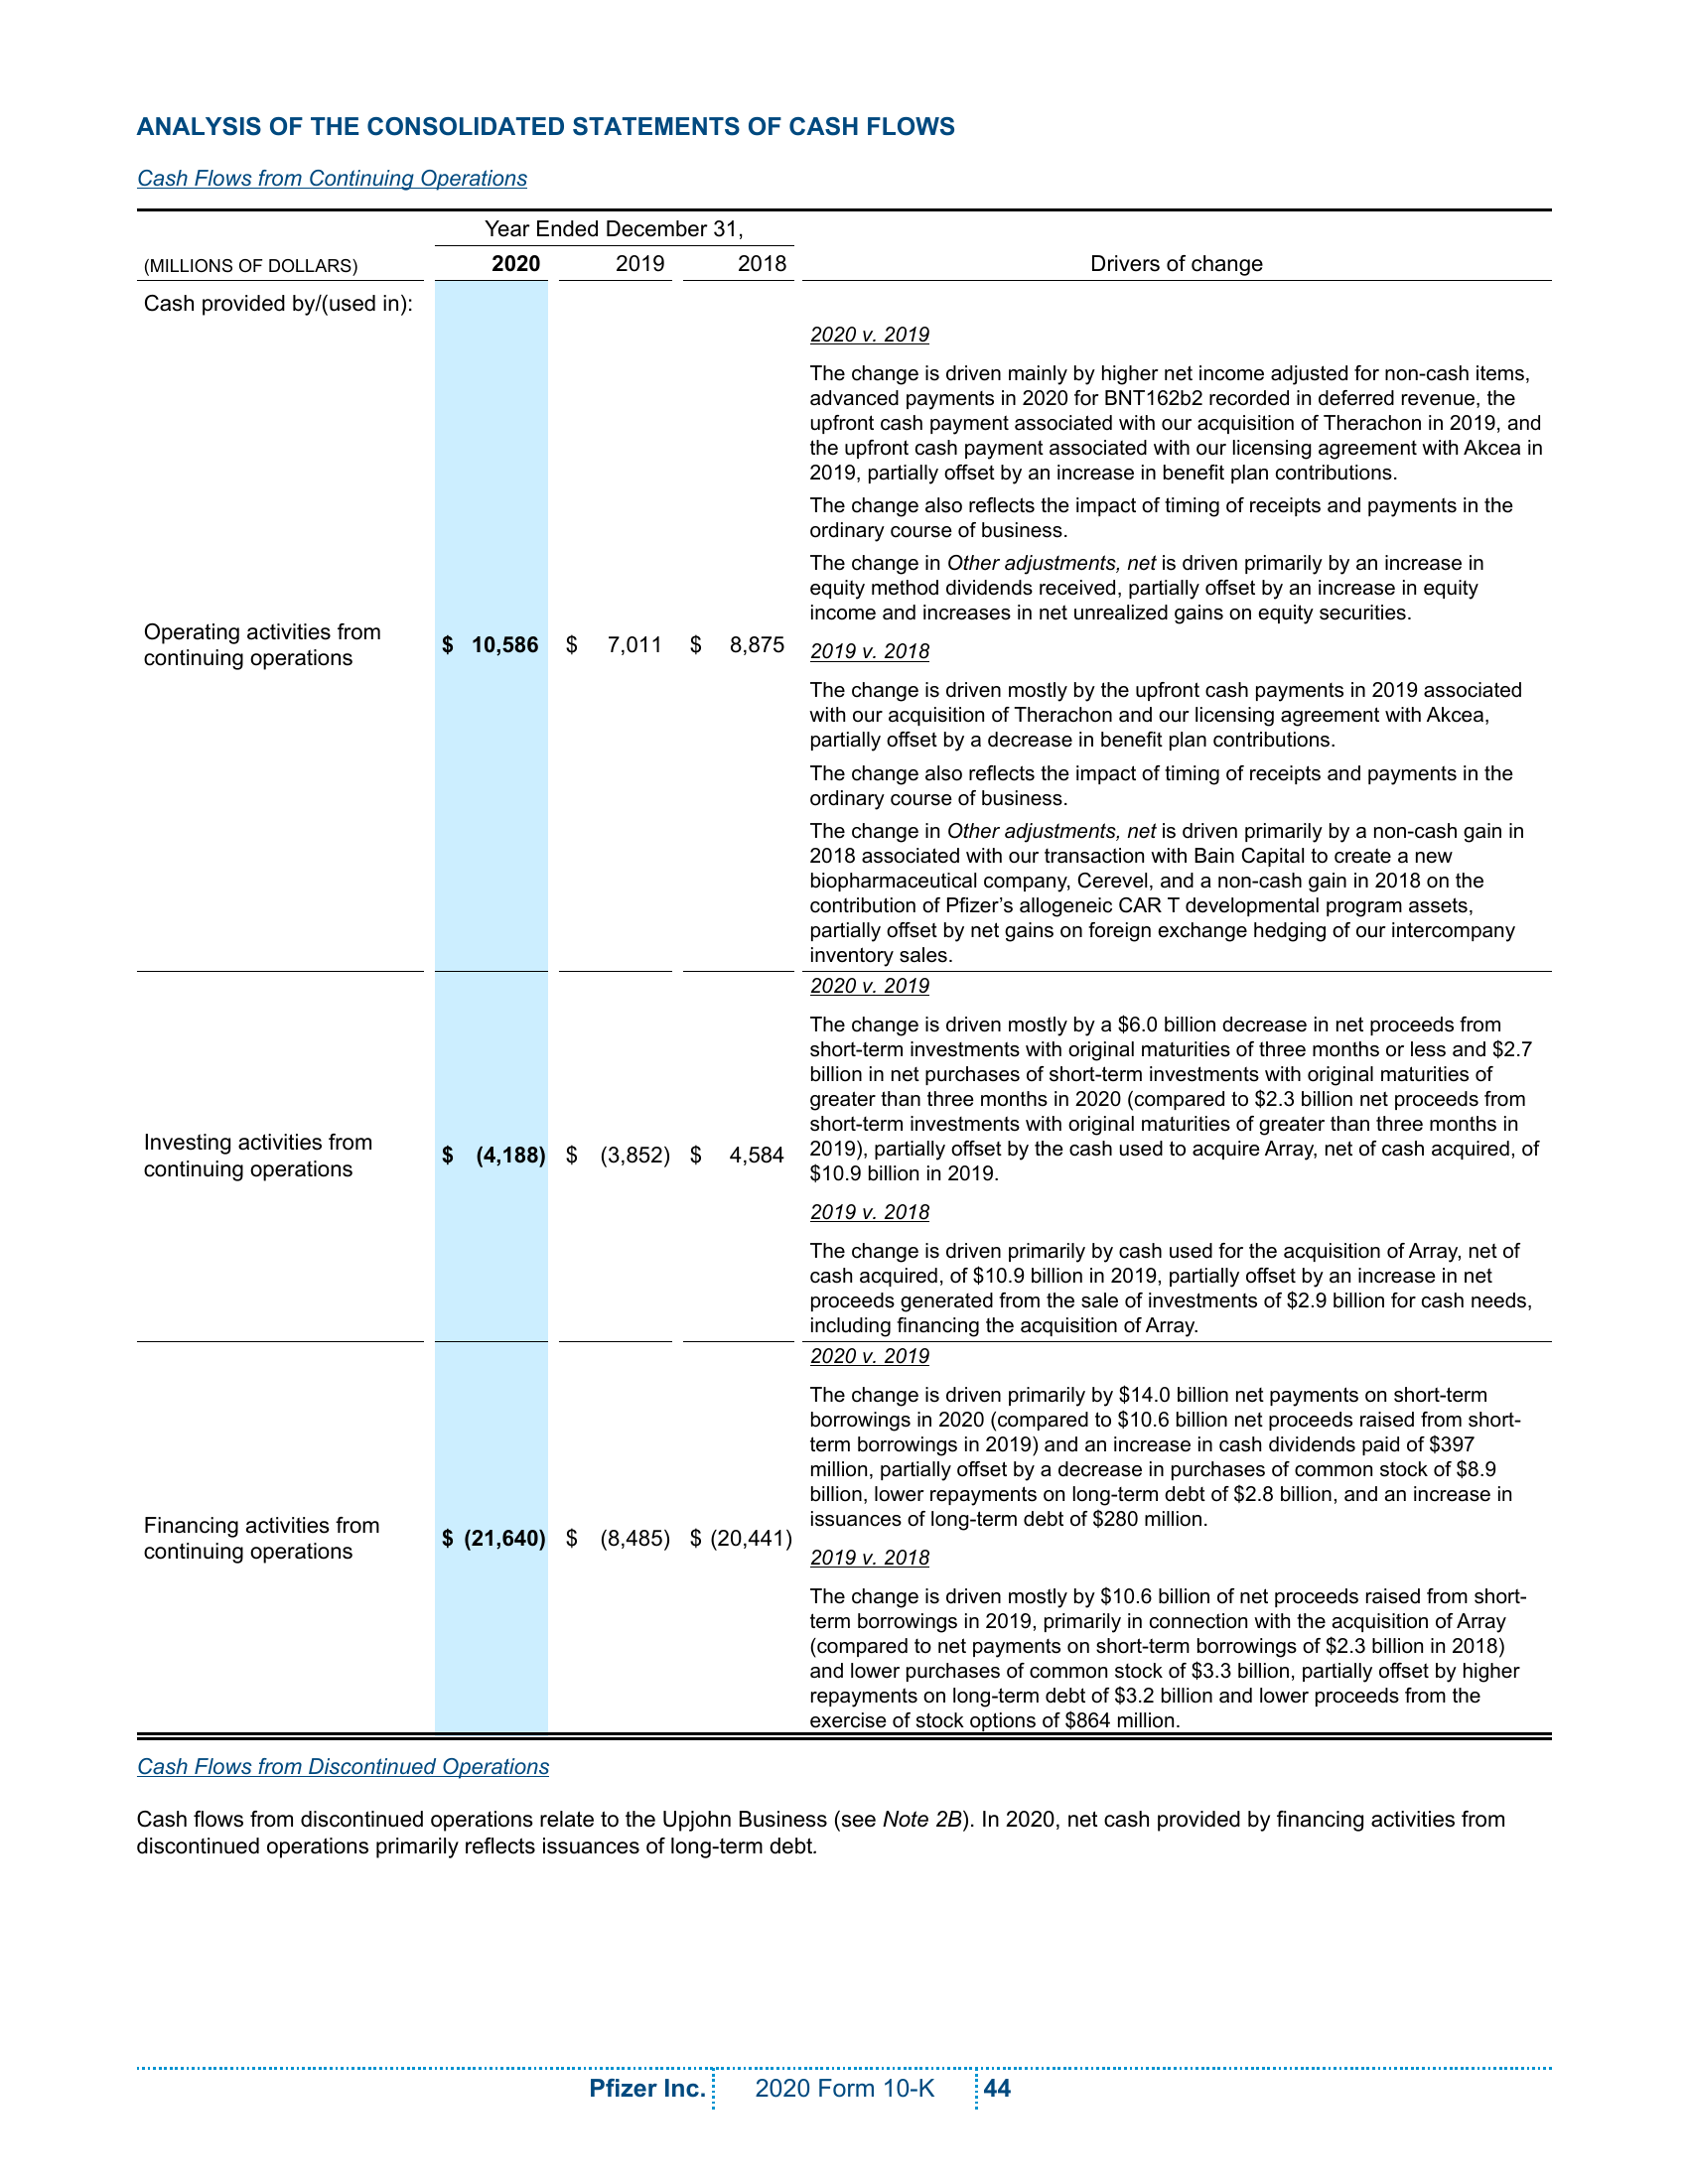 ANALYSIS OF THE CONSOLIDATED STATEMENTS OF CASH FLOWS
Cash Flows from Continuing Operations
Year Ended December 31,
(MILLIONS OF DOLLARS) 2020 2019 2018 Drivers of change
Cash provided by/(used in):
Operating activities from
continuing operations
$ 10,586 $ 7,011 $ 8,875
2020 v. 2019
The change is driven mainly by higher net income adjusted for non-cash items,
advanced payments in 2020 for BNT162b2 recorded in deferred revenue, the
upfront cash payment associated with our acquisition of Therachon in 2019, and
the upfront cash payment associated with our licensing agreement with Akcea in
2019, partially offset by an increase in benefit plan contributions.
The change also reflects the impact of timing of receipts and payments in the
ordinary course of business.
The change in Other adjustments, net is driven primarily by an increase in
equity method dividends received, partially offset by an increase in equity
income and increases in net unrealized gains on equity securities.
2019 v. 2018
The change is driven mostly by the upfront cash payments in 2019 associated
with our acquisition of Therachon and our licensing agreement with Akcea,
partially offset by a decrease in benefit plan contributions.
The change also reflects the impact of timing of receipts and payments in the
ordinary course of business.
The change in Other adjustments, net is driven primarily by a non-cash gain in
2018 associated with our transaction with Bain Capital to create a new
biopharmaceutical company, Cerevel, and a non-cash gain in 2018 on the
contribution of Pfizer’s allogeneic CAR T developmental program assets,
partially offset by net gains on foreign exchange hedging of our intercompany
inventory sales.
Investing activities from
continuing operations
$ (4,188) $ (3,852) $ 4,584
2020 v. 2019
The change is driven mostly by a $6.0 billion decrease in net proceeds from
short-term investments with original maturities of three months or less and $2.7
billion in net purchases of short-term investments with original maturities of
greater than three months in 2020 (compared to $2.3 billion net proceeds from
short-term investments with original maturities of greater than three months in
2019), partially offset by the cash used to acquire Array, net of cash acquired, of
$10.9 billion in 2019.
2019 v. 2018
The change is driven primarily by cash used for the acquisition of Array, net of
cash acquired, of $10.9 billion in 2019, partially offset by an increase in net
proceeds generated from the sale of investments of $2.9 billion for cash needs,
including financing the acquisition of Array.
Financing activities from
continuing operations
$ (21,640) $ (8,485) $ (20,441)
2020 v. 2019
The change is driven primarily by $14.0 billion net payments on short-term
borrowings in 2020 (compared to $10.6 billion net proceeds raised from short-
term borrowings in 2019) and an increase in cash dividends paid of $397
million, partially offset by a decrease in purchases of common stock of $8.9
billion, lower repayments on long-term debt of $2.8 billion, and an increase in
issuances of long-term debt of $280 million.
2019 v. 2018
The change is driven mostly by $10.6 billion of net proceeds raised from short-
term borrowings in 2019, primarily in connection with the acquisition of Array
(compared to net payments on short-term borrowings of $2.3 billion in 2018)
and lower purchases of common stock of $3.3 billion, partially offset by higher
repayments on long-term debt of $3.2 billion and lower proceeds from the
exercise of stock options of $864 million.
Cash Flows from Discontinued Operations
Cash flows from discontinued operations relate to the Upjohn Business (see Note 2B). In 2020, net cash provided by financing activities from
discontinued operations primarily reflects issuances of long-term debt.
Pfizer Inc. 2020 Form 10-K 44